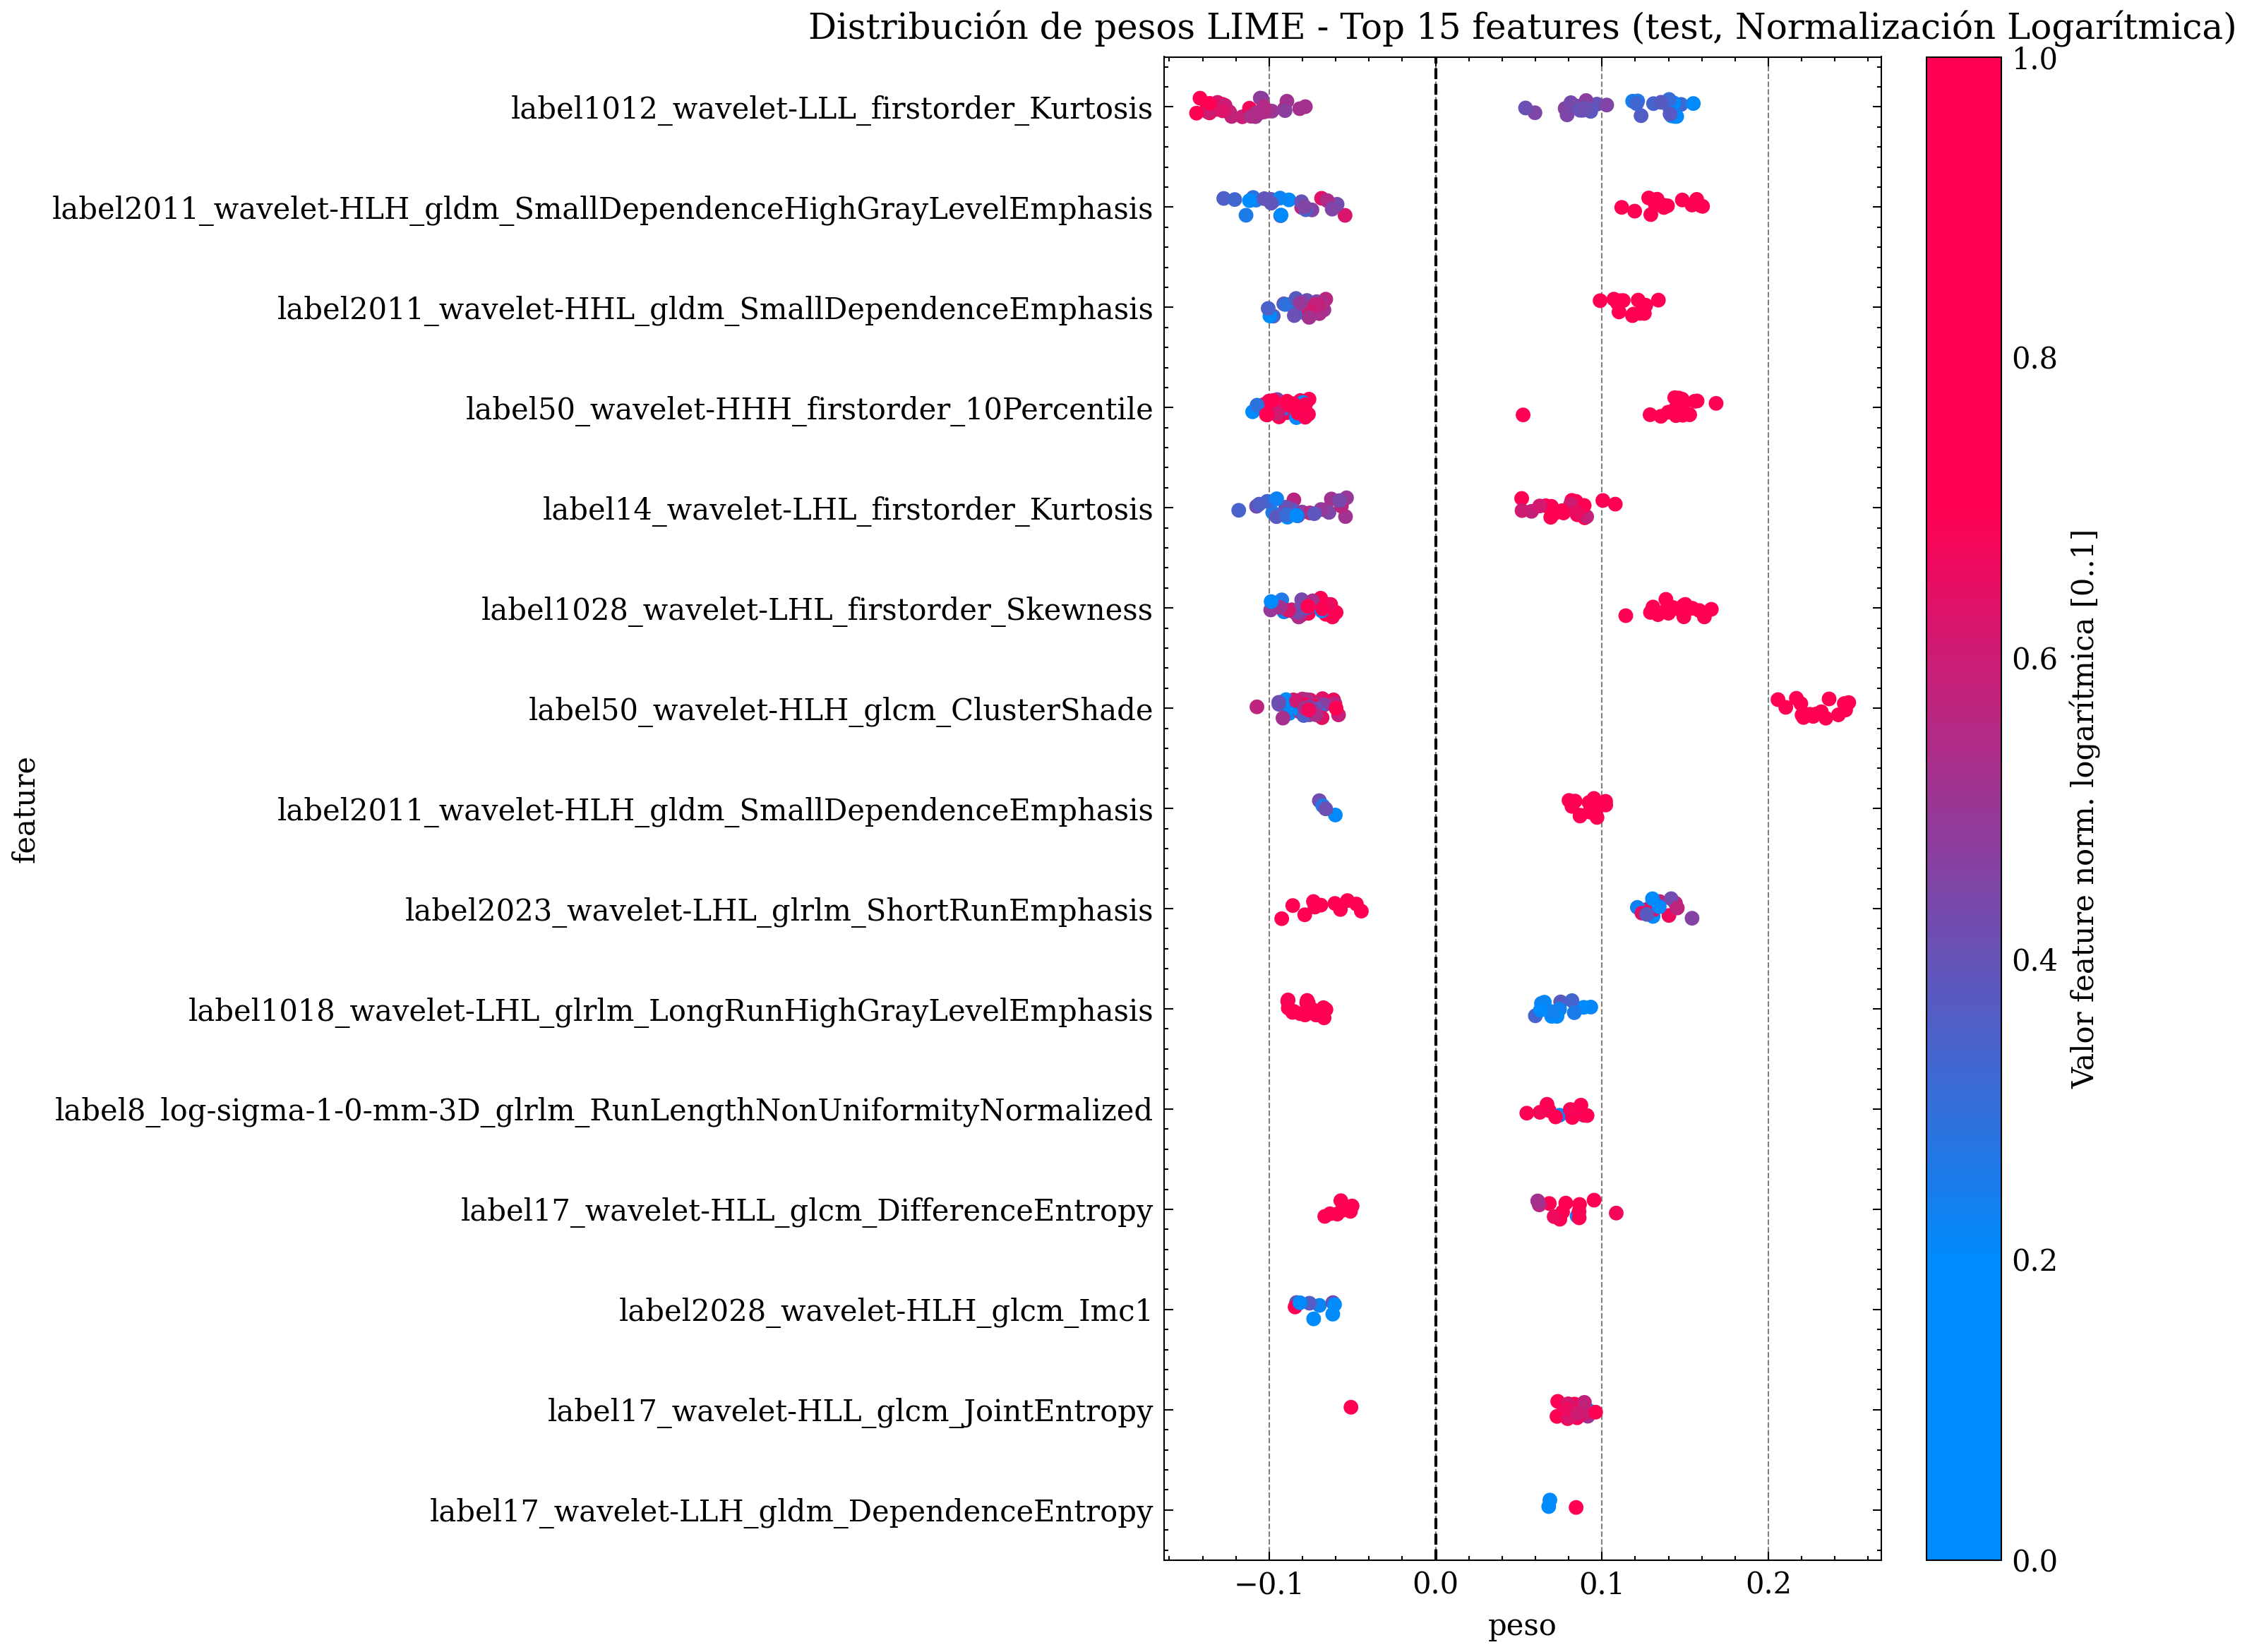 Distribución de pesos LIME - Top 15 features (test, Normalización Logarítmica)
label1012_wavelet-LLL_firstorder_Kurtosis
label2011_wavelet-HLH_gldm_SmallDependenceHighGrayLevelEmphasis
label2011_wavelet-HHL_gldm_SmallDependenceEmphasis
label50_wavelet-HHH_firstorder_10Percentile
label14_wavelet-LHL_firstorder_Kurtosis
label1028_wavelet-LHL_firstorder_Skewness
label50_wavelet-HLH_glcm_ClusterShade
label2011_wavelet-HLH_gldm_SmallDependenceEmphasis
label2023_wavelet-LHL_glrlm_ShortRunEmphasis
label1018_wavelet-LHL_glrlm_LongRunHighGrayLevelEmphasis
label8_log-sigma-1-0-mm-3D_glrlm_RunLengthNonUniformityNormalized
label17_wavelet-HLL_glcm_DifferenceEntropy
label2028_wavelet-HLH_glcm_Imc1
label17_wavelet-HLL_glcm_JointEntropy
label17_wavelet-LLH_gldm_DependenceEntropy
feature
−0.1
0.0
0.1
0.2
peso
1.0
0.8
0.6
0.4
0.2
0.0
Valor feature norm. logarítmica [0..1]